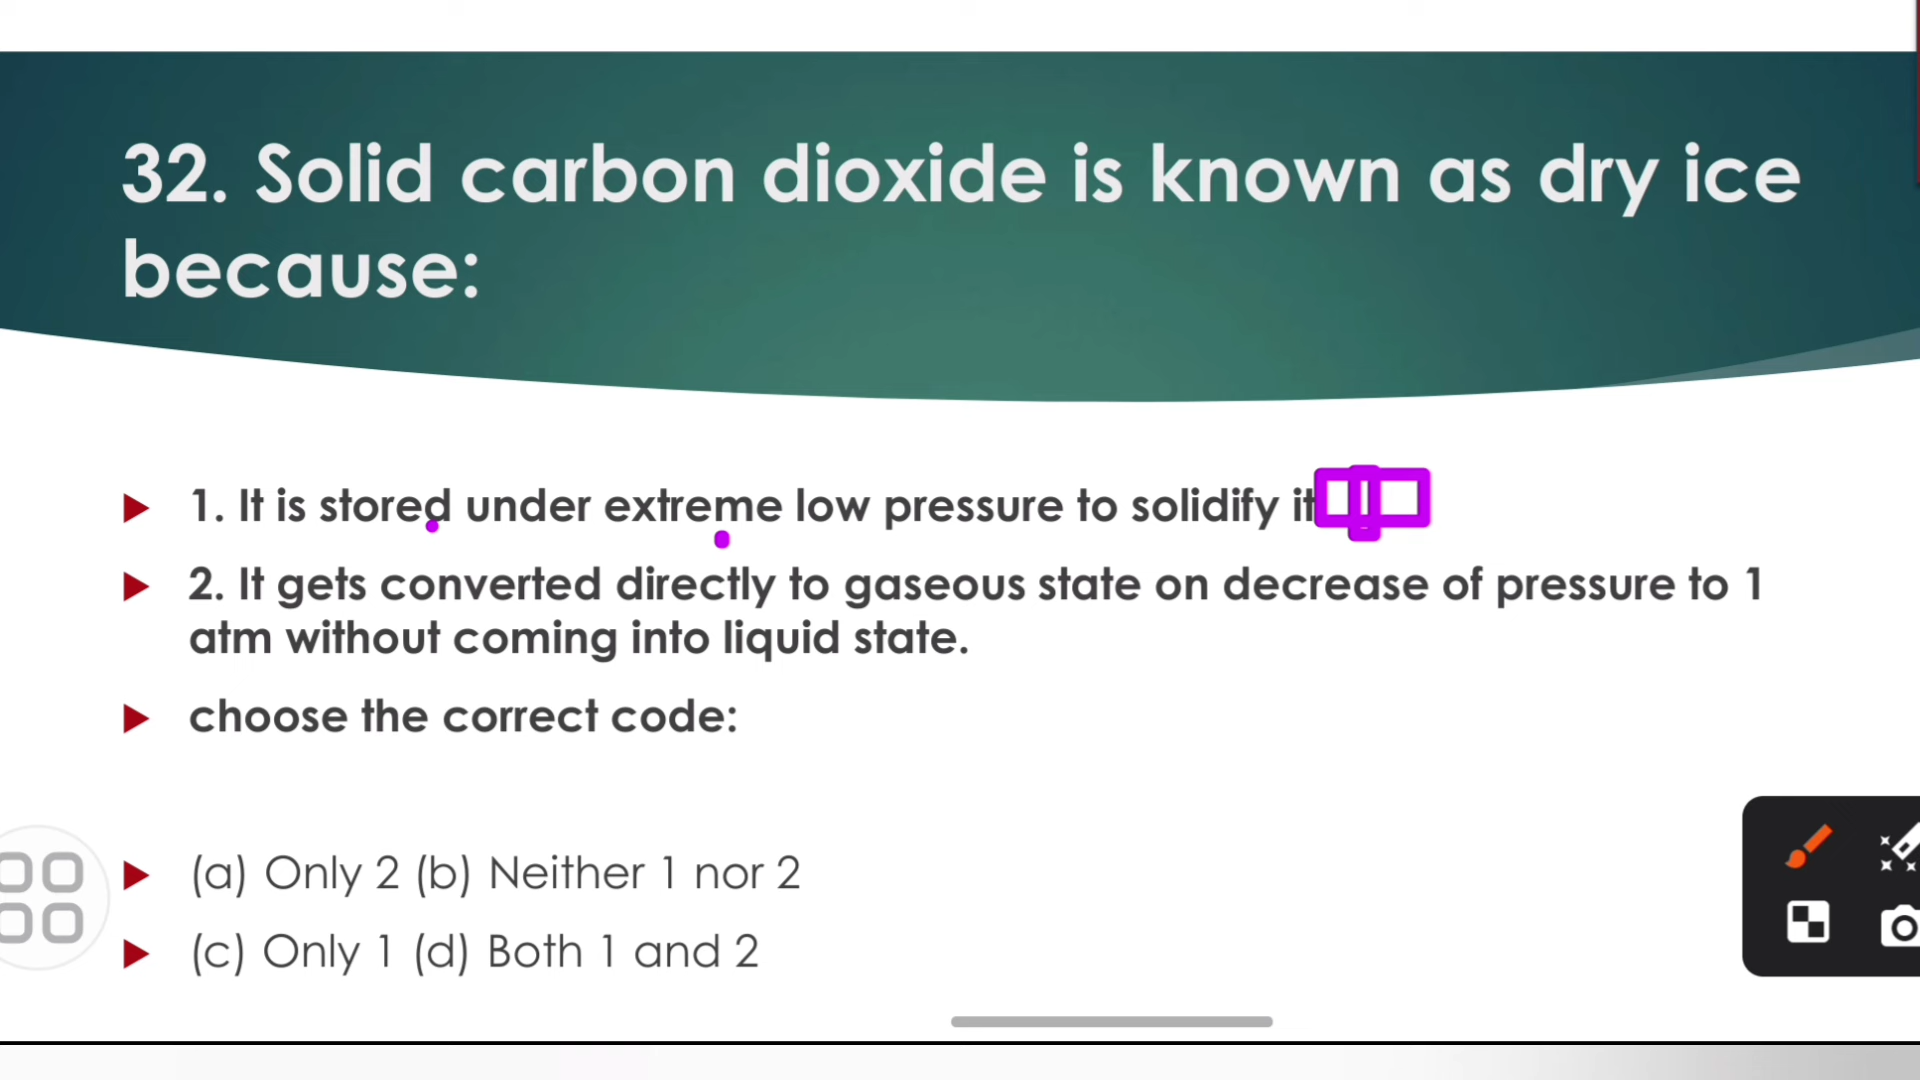 32. Solid carbon dioxide is known as dry ice
because:
1. It is stored under extreme low pressure to solidify it
2. It gets converted directly to gaseous state on decrease of pressure to 1
atm without coming into liquid state.
choose the correct code:
(a) Only 2 (b) Neither 1 nor 2
(c) Only 1 (d) Both 1 and 2